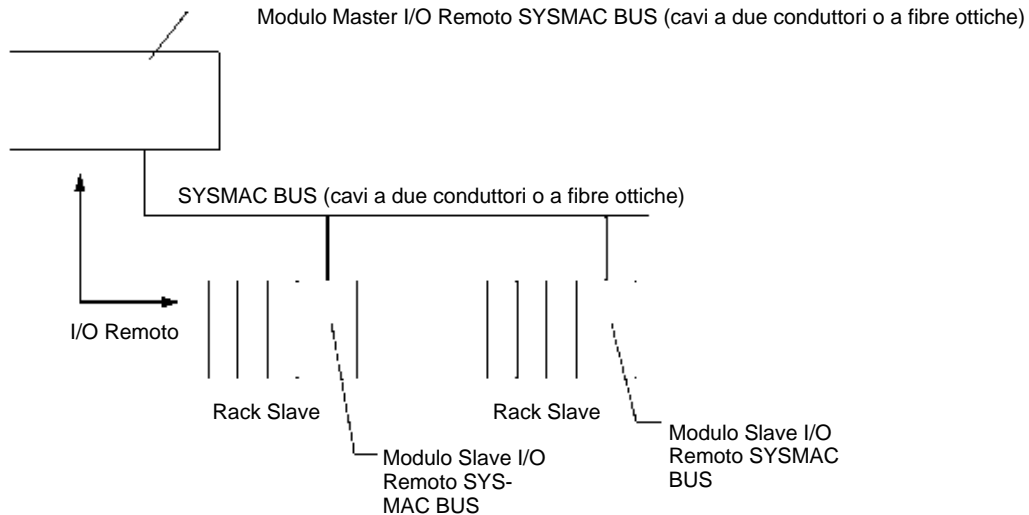 Modulo Master I/O Remoto SYSMAC BUS (cavi a due conduttori o a fibre ottiche)
SYSMAC BUS (cavi a due conduttori o a fibre ottiche)
I/O Remoto
Rack Slave
Rack Slave
Modulo Slave I/O
Remoto SYS-
MAC BUS
Modulo Slave I/O
Remoto SYSMAC
BUS